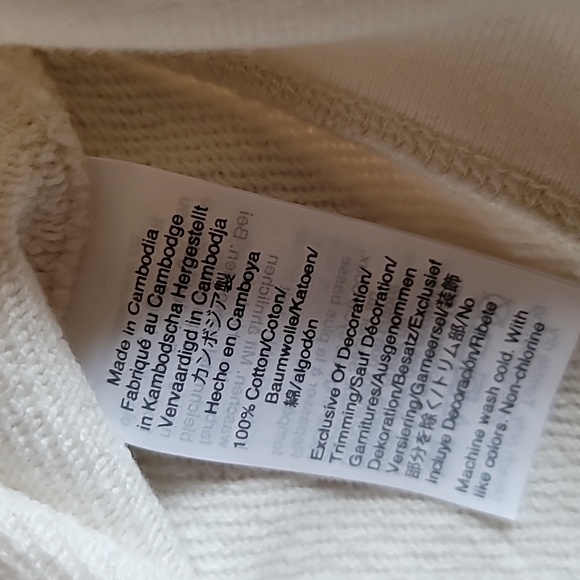 Made in Cambodia
Fabriqué au Cambodge
in Kambodscha Hergestellt
Vervaardigd In Cambodja
カンボジア製
Hecho en Camboya
100% Cotton/Coton/
Baumwolle/Katoen/
綿/algodón
Exclusive Of Decoration/
Trimming/Sauf Décoration/
Garnitures/Ausgenommen
Dekoration/Besatz/Exclusief
Versiering/Garneersel/装飾
部分を除く/トリム部/No
incluye Decoración/Ribete
Machine wash cold. With
like colors. Non-chlorine